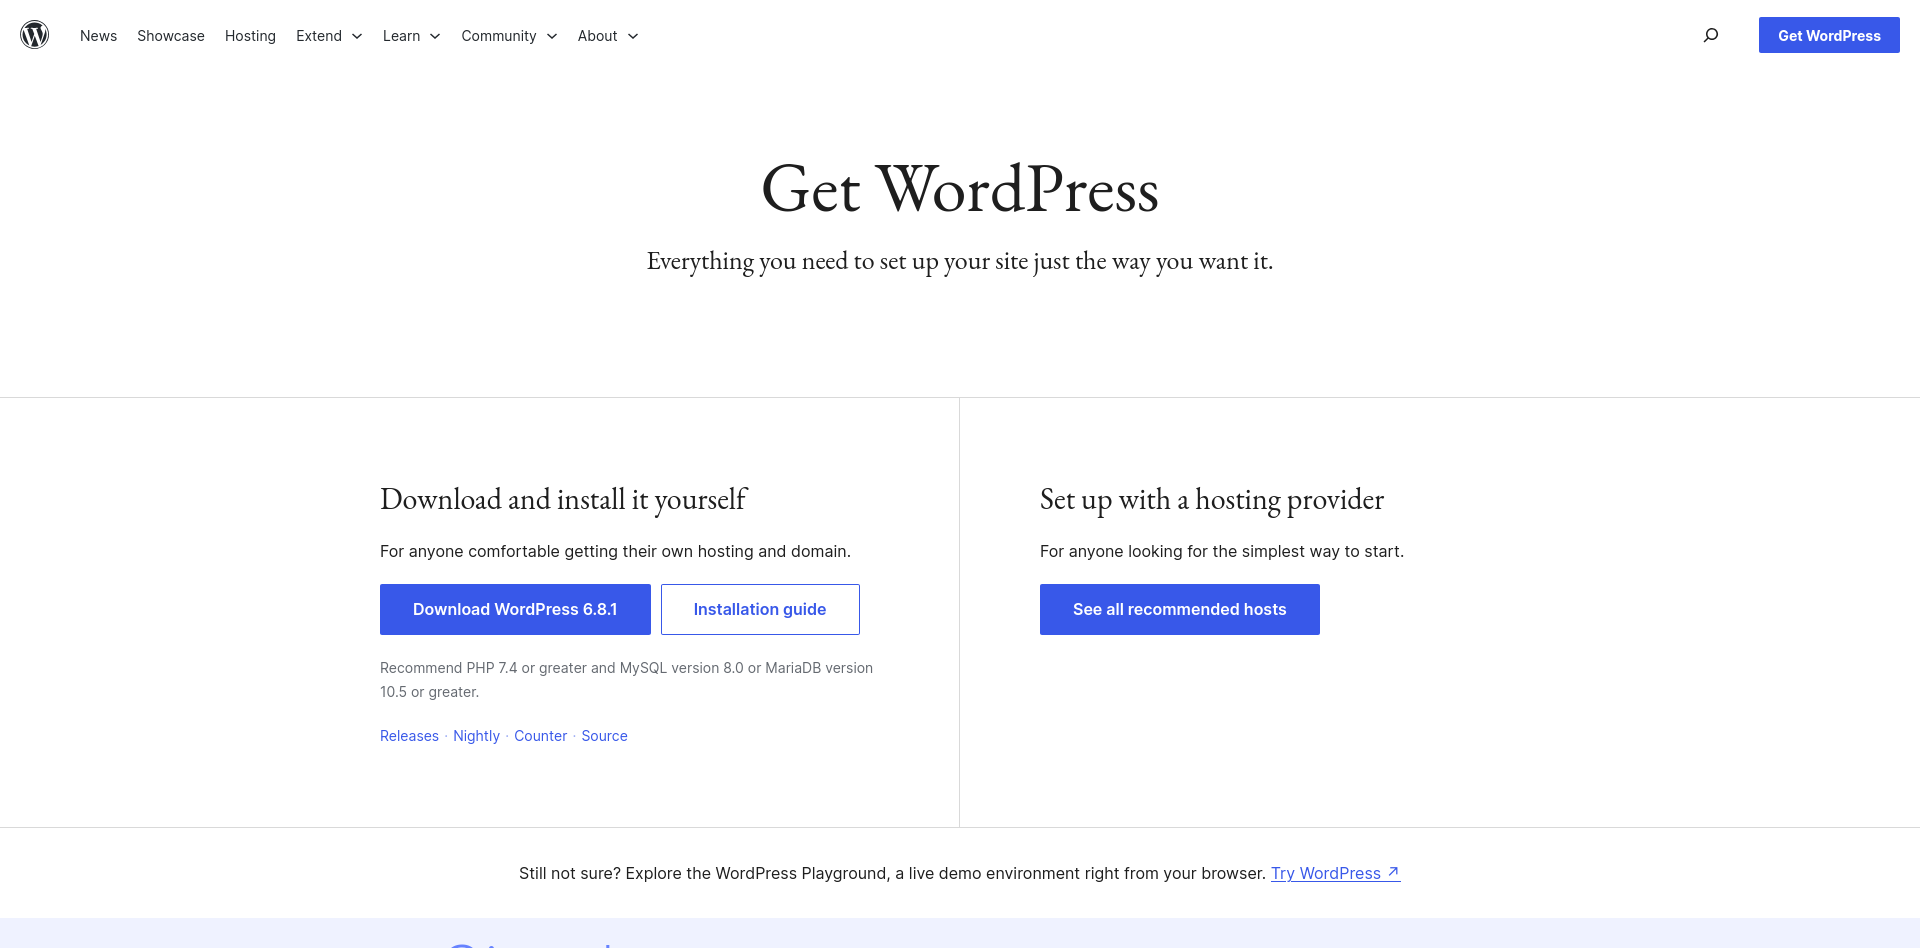 News Showcase Hosting Extend Learn Community About Get WordPress
Get WordPress
Everything you need to set up your site just the way you want it.
Download and install it yourself
For anyone comfortable getting their own hosting and domain.
Download WordPress 6.8.1 Installation guide
Recommend PHP 7.4 or greater and MySQL version 8.0 or MariaDB version
10.5 or greater.
Releases · Nightly · Counter · Source
Set up with a hosting provider
For anyone looking for the simplest way to start.
See all recommended hosts
Still not sure? Explore the WordPress Playground, a live demo environment right from your browser. Try WordPress ↗